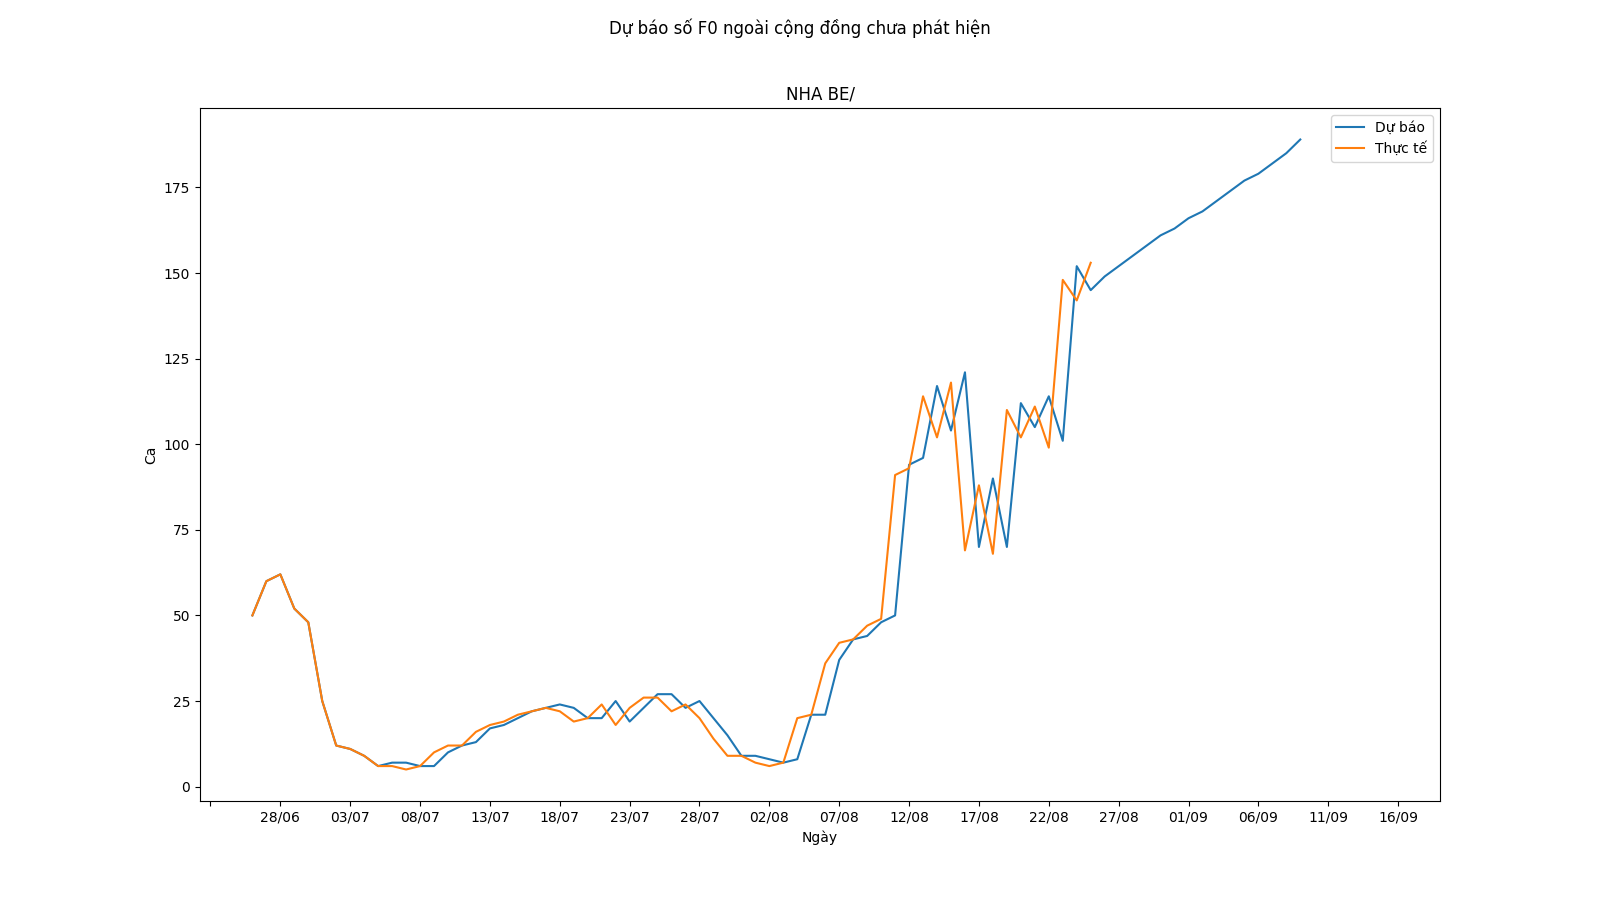 Dự báo số F0 ngoài cộng đồng chưa phát hiện
NHA BE/
Dự báo
Thực tế
175
150
125
100
75
50
25
0
Ca
28/06 03/07 08/07 13/07 18/07 23/07 28/07 02/08 07/08 12/08 17/08 22/08 27/08 01/09 06/09 11/09 16/09
Ngày